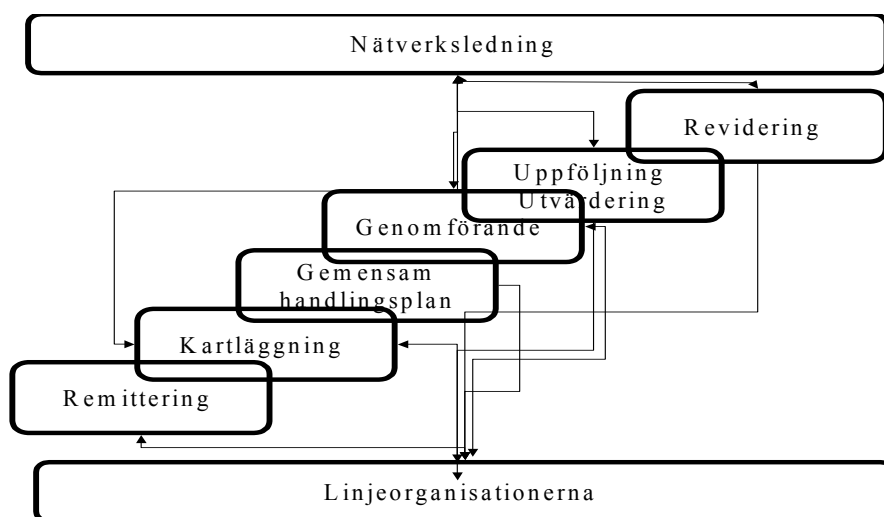 Nätverksledning
Revidering
Uppföljning
Utvärdering
Genomförande
Gemensam
handlingsplan
Kartläggning
Remittering
Linjeorganisationerna